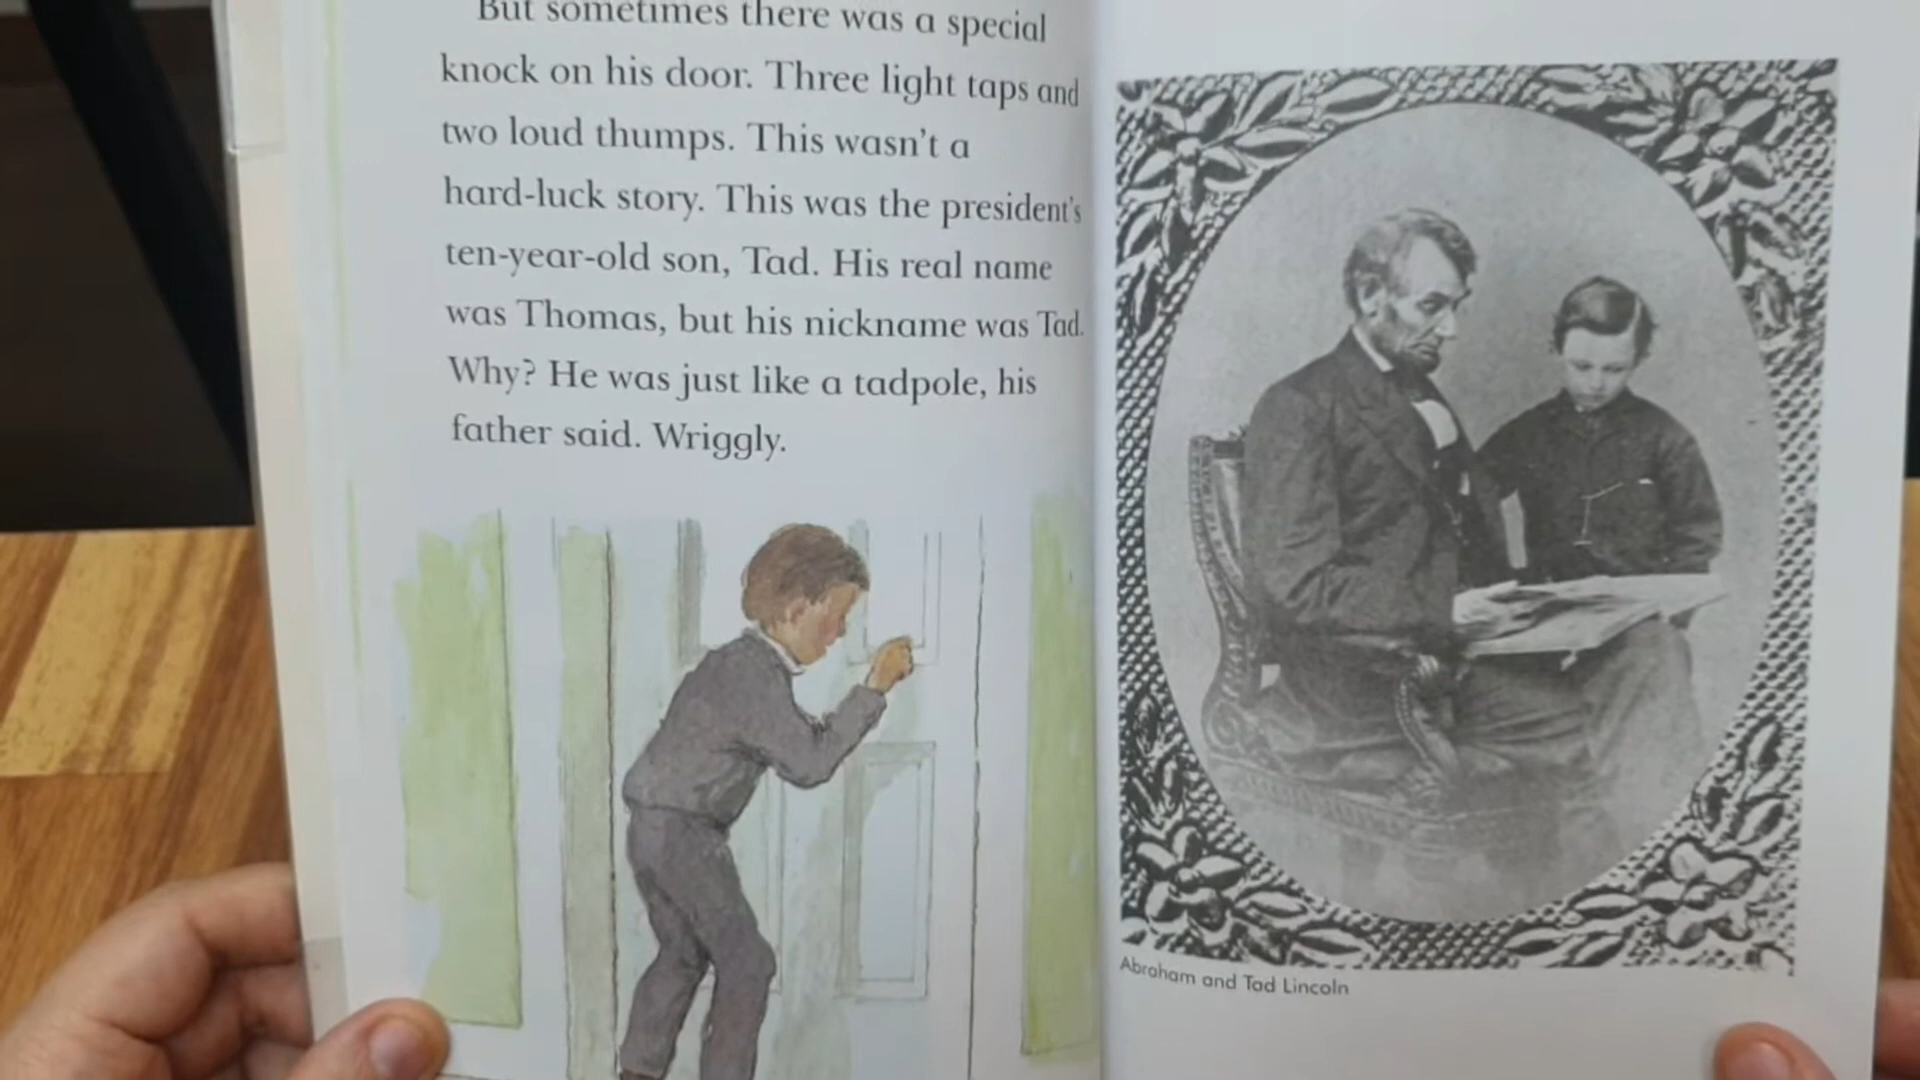 But sometimes there was a special
knock on his door. Three light taps and
two loud thumps. This wasn't a
hard-luck story. This was the president's
ten-year-old son, Tad. His real name
was Thomas, but his nickname was Tad.
Why? He was just like a tadpole, his
father said. Wriggly.
Abraham and Tad Lincoln